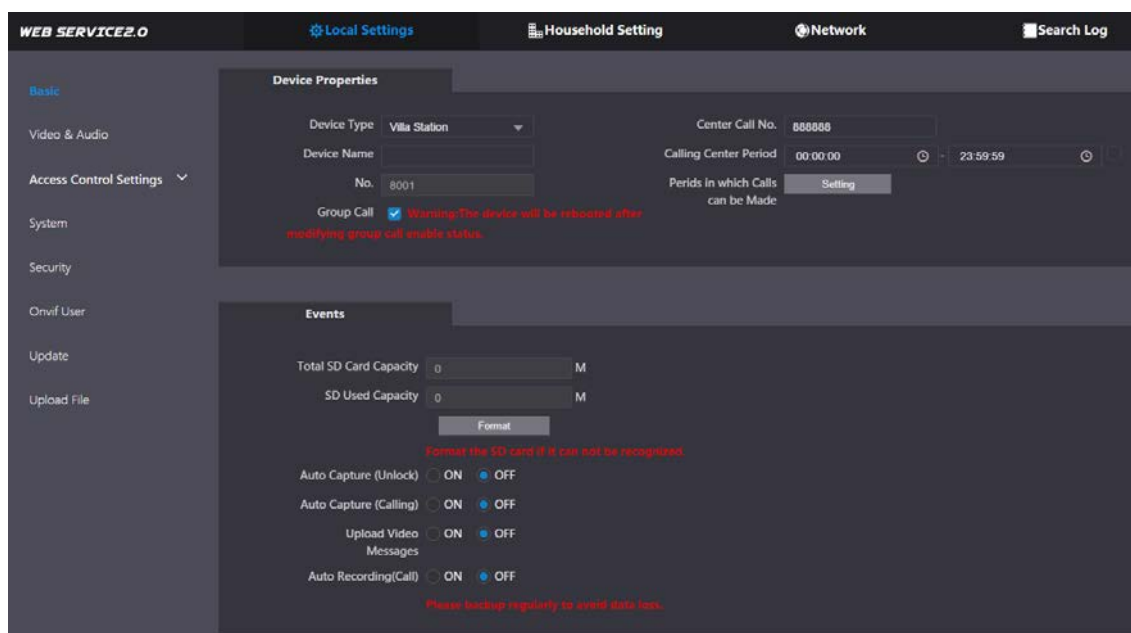 WEB SERVICE2.0 Local Settings Household Setting Network Search Log
Basic
Video & Audio
Access Control Settings
System
Security
Onvif User
Update
Upload File
Device Properties
Device Type Villa Station
Device Name
No. 8001
Group Call Warning:The device will be rebooted after
modifying group call enable status.
Center Call No. 888888
Calling Center Period 00:00:00 - 23:59:59
Perids in which Calls Setting
can be Made
Events
Total SD Card Capacity 0 M
SD Used Capacity 0 M
Format
Format the SD card if it can not be recognized.
Auto Capture (Unlock) ON OFF
Auto Capture (Calling) ON OFF
Upload Video ON OFF
Messages
Auto Recording(Call) ON OFF
Please backup regularly to avoid data loss.